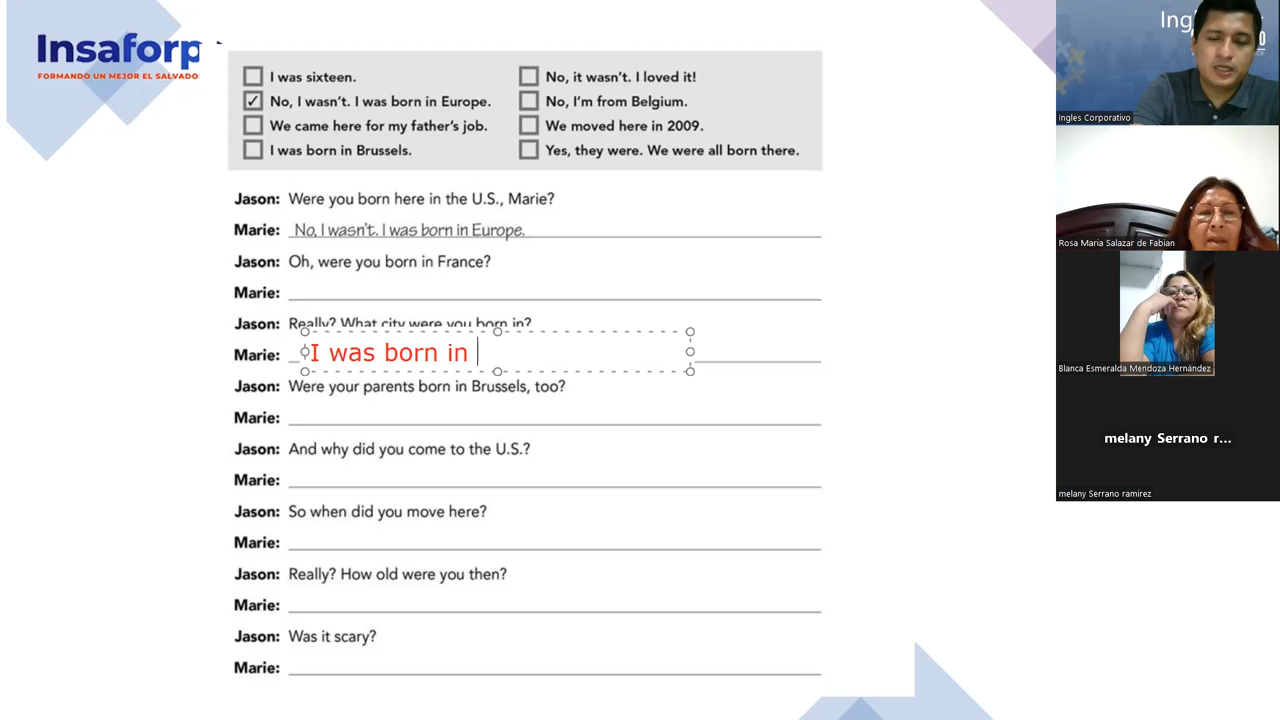 Insaforp
FORMANDO UN MEJOR EL SALVADO
I was sixteen.
No, I wasn't. I was born in Europe.
We came here for my father's job.
I was born in Brussels.
No, it wasn't. I loved it!
No, I'm from Belgium.
We moved here in 2009.
Yes, they were. We were all born there.
Jason: Were you born here in the U.S., Marie?
Marie: No, I wasn't. I was born in Europe.
Jason: Oh, were you born in France?
Marie:
Jason: Really? What city were you born in?
Marie: I was born in
Jason: Were your parents born in Brussels, too?
Marie:
Jason: And why did you come to the U.S.?
Marie:
Jason: So when did you move here?
Marie:
Jason: Really? How old were you then?
Marie:
Jason: Was it scary?
Marie:
Ingles Corporativo
Rosa Maria Salazar de Fabian
Blanca Esmeralda Mendoza Hernández
melany Serrano r...
melany Serrano ramirez